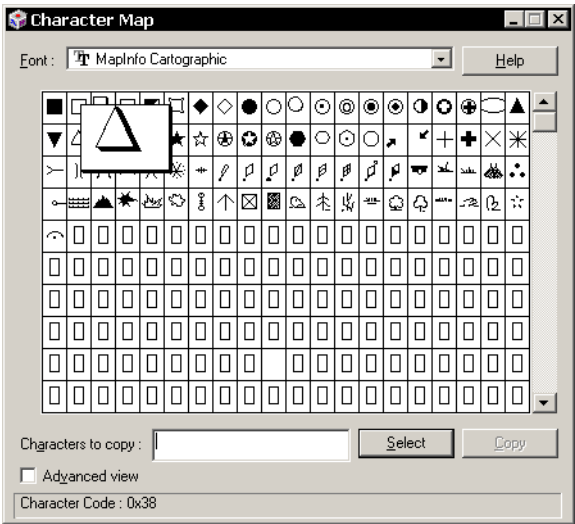 Character Map
Font : MapInfo Cartographic Help
Characters to copy : Select Copy
Advanced view
Character Code : 0x38